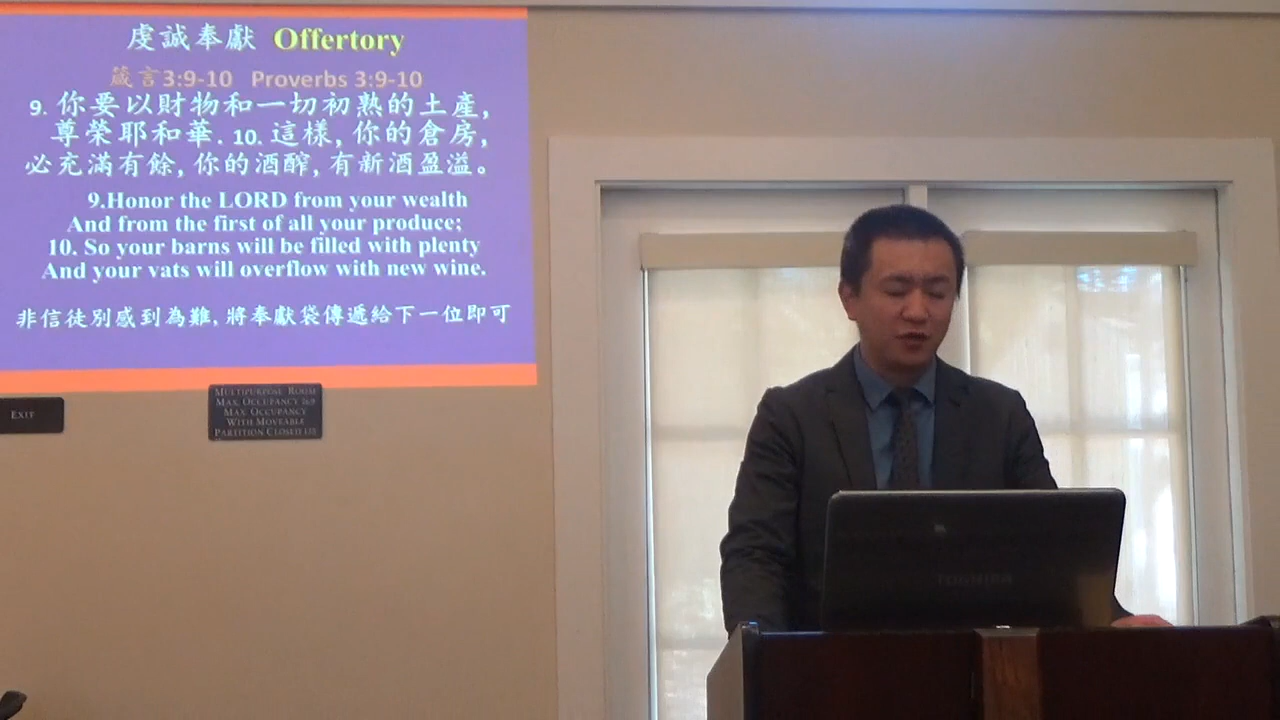 虔誠奉獻 Offertory
箴言3:9-10 Proverbs 3:9-10
9. 你要以財物和一切初熟的土產,
尊榮耶和華. 10. 這樣, 你的倉房,
必充滿有餘, 你的酒醡, 有新酒盈溢。
9.Honor the LORD from your wealth
And from the first of all your produce;
10. So your barns will be filled with plenty
And your vats will overflow with new wine.
非信徒別感到為難, 將奉獻袋傳遞給下一位即可
EXIT
MULTIPURPOSE ROOM
MAX. OCCUPANCY
MAX. OCCUPANCY
WITH MOVEABLE
PARTITION CLOSED
TOSHIBA